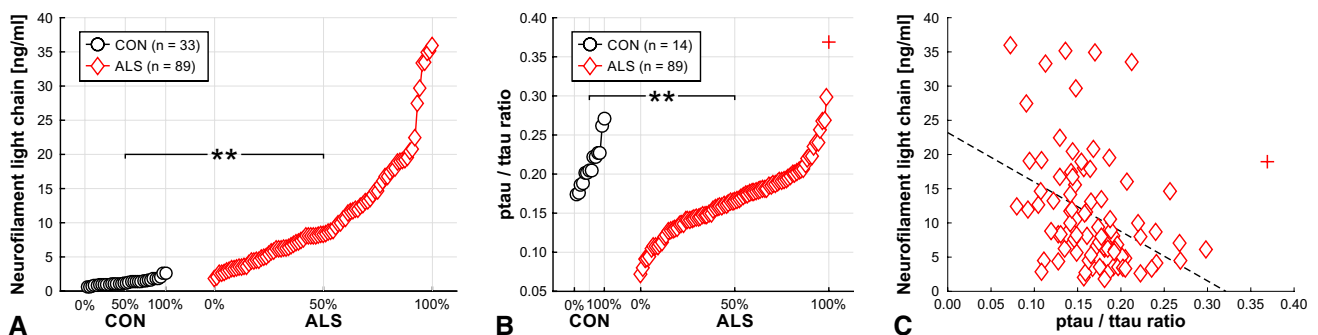 Neurofilament light chain [ng/ml]
40
35
30
25
20
15
10
5
0
CON (n = 33)
ALS (n = 89)
**
0% 50% 100% 0% 50% 100%
CON ALS
A
ptau / ttau ratio
0.40
0.35
0.30
0.25
0.20
0.15
0.10
0.05
CON (n = 14)
ALS (n = 89)
**
0% 100% 0% 50% 100%
CON ALS
B
Neurofilament light chain [ng/ml]
40
35
30
25
20
15
10
5
0
0.00 0.05 0.10 0.15 0.20 0.25 0.30 0.35 0.40
ptau / ttau ratio
C